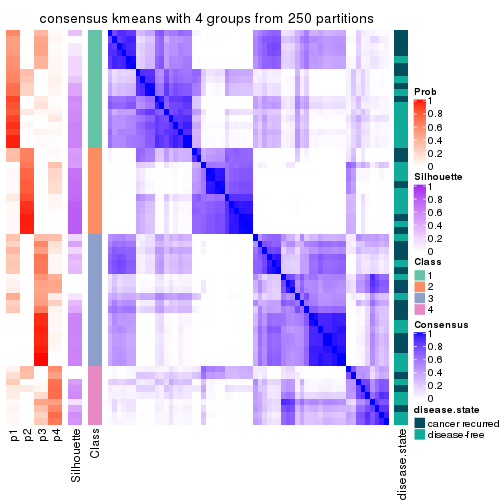 consensus kmeans with 4 groups from 250 partitions
Prob
1
0.8
0.6
0.4
0.2
0
Silhouette
1
0.8
0.6
0.4
0.2
0
Class
1
2
3
4
Consensus
1
0.8
0.6
0.4
0.2
0
disease.state
cancer recurred
disease-free
p1
p2
p3
p4
Silhouette
Class
disease.state